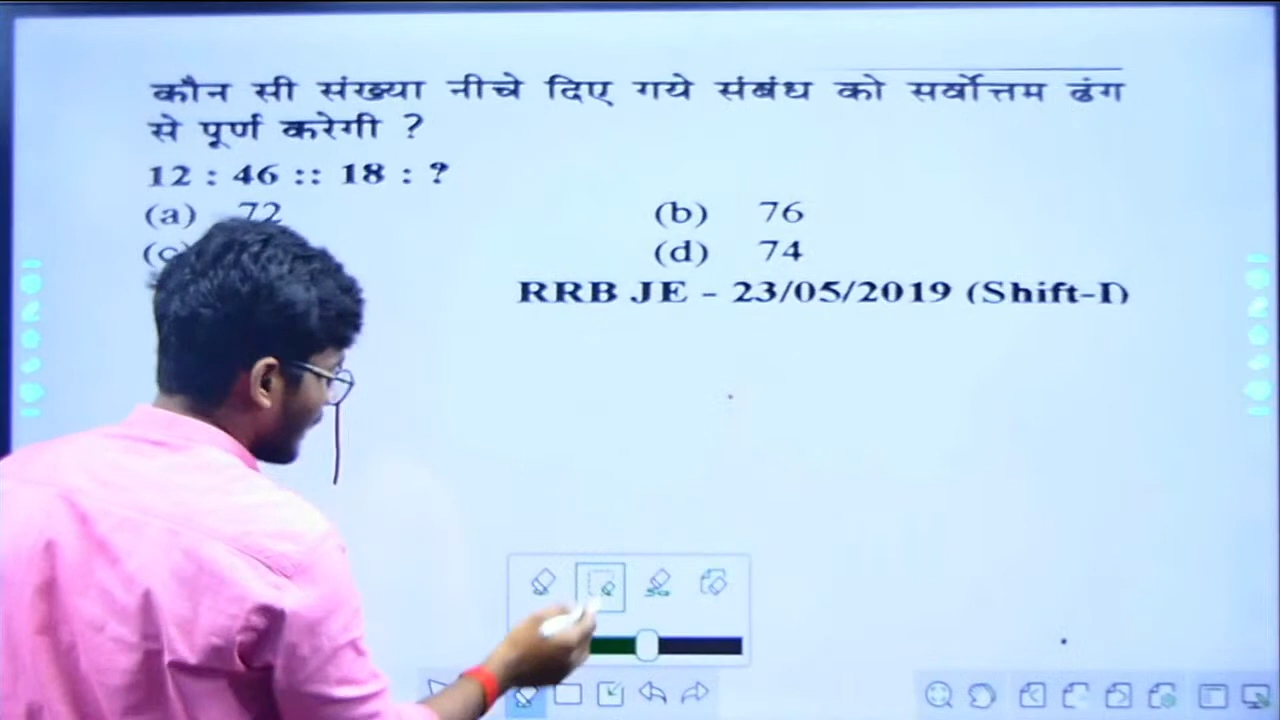 कौन सी संख्या नीचे दिए गये संबंध को सर्वोत्तम ढंग
से पूर्ण करेगी ?
12 : 46 :: 18 : ?
(a) 72
(b) 76
(c)
(d) 74
RRB JE - 23/05/2019 (Shift-I)